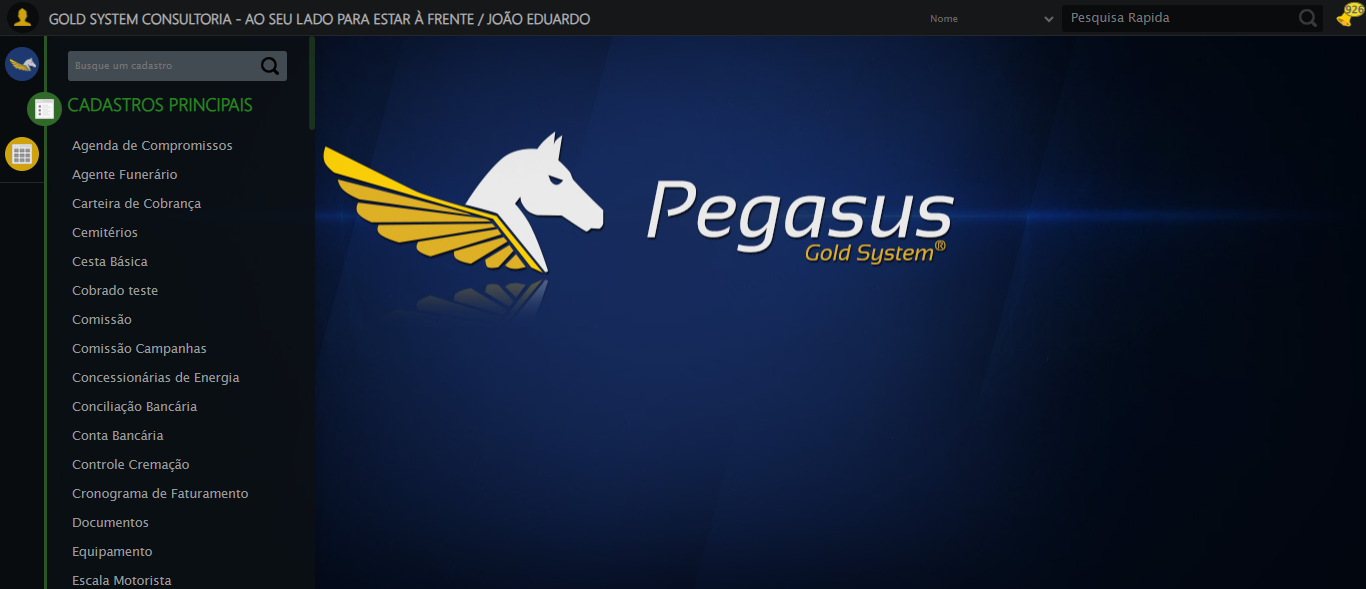 GOLD SYSTEM CONSULTORIA - AO SEU LADO PARA ESTAR À FRENTE / JOÃO EDUARDO
Nome
Pesquisa Rapida
926
Busque um cadastro
CADASTROS PRINCIPAIS
Agenda de Compromissos
Agente Funerário
Carteira de Cobrança
Cemitérios
Cesta Básica
Cobrado teste
Comissão
Comissão Campanhas
Concessionárias de Energia
Conciliação Bancária
Conta Bancária
Controle Cremação
Cronograma de Faturamento
Documentos
Equipamento
Escala Motorista
Pegasus
Gold System®